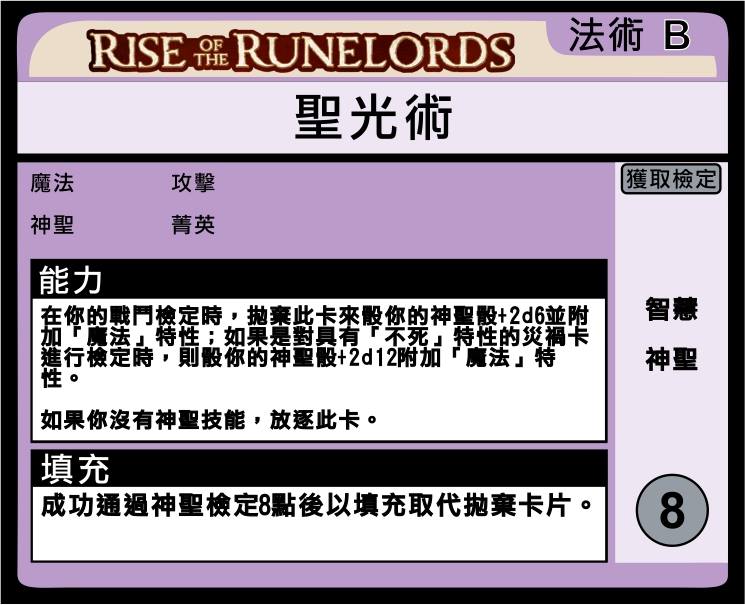 RISE OF THE RUNELORDS
法術 B
聖光術
魔法 攻擊
神聖 菁英
獲取檢定
智慧
神聖
8
能力
在你的戰鬥檢定時，拋棄此卡來骰你的神聖骰+2d6並附
加「魔法」特性；如果是對具有「不死」特性的災禍卡
進行檢定時，則骰你的神聖骰+2d12附加「魔法」特
性。
如果你沒有神聖技能，放逐此卡。
填充
成功通過神聖檢定8點後以填充取代拋棄卡片。